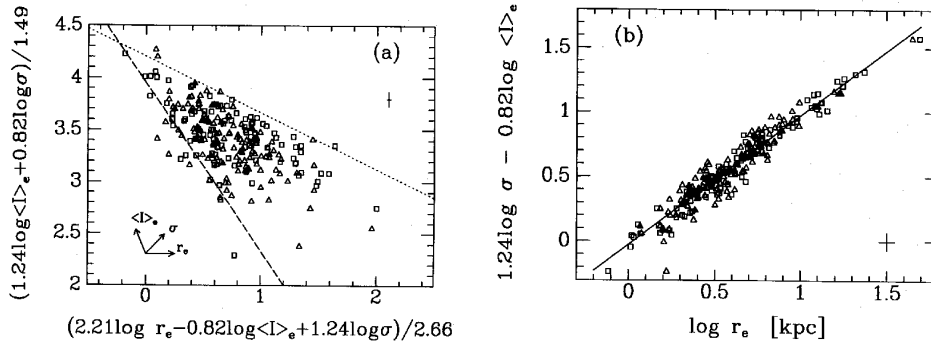 (1.24log<I>e+0.82logσ)/1.49
4.5
4
3.5
3
2.5
2
(a)
<I>e
σ
re
0
1
2
(2.21log re−0.82log<I>e+1.24logσ)/2.66
1.24log σ − 0.82log <I>e
1.5
1
0.5
0
(b)
0
0.5
1
1.5
log re [kpc]